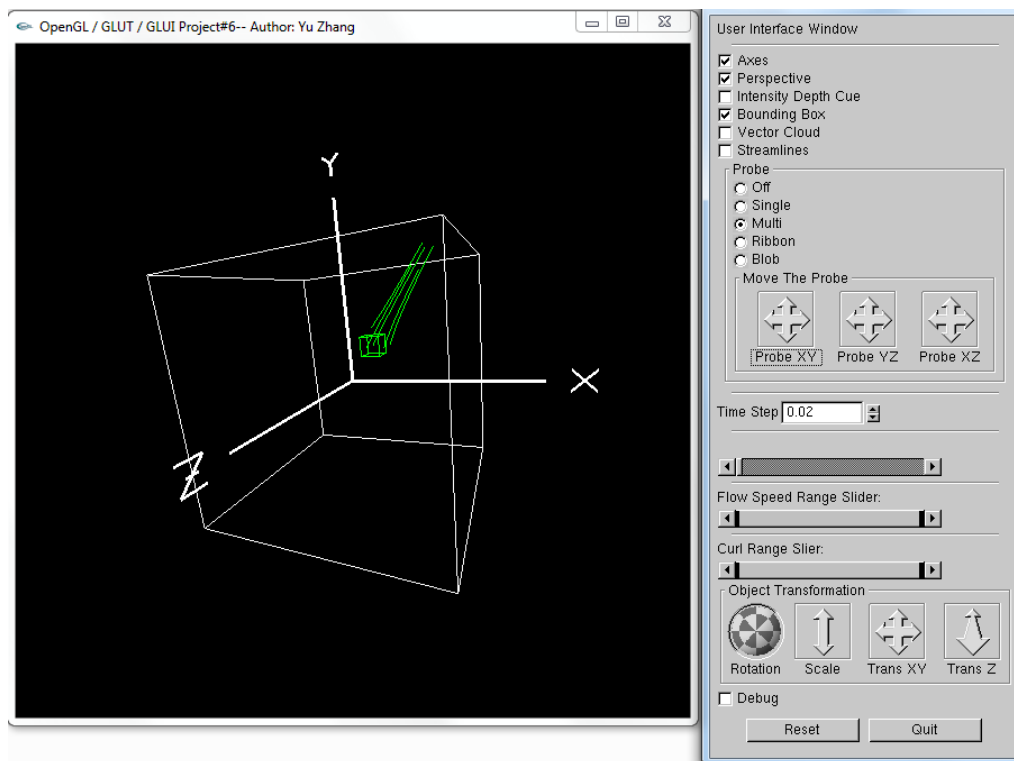 OpenGL / GLUT / GLUI Project#6-- Author: Yu Zhang
Y
X
Z
User Interface Window
Axes
Perspective
Intensity Depth Cue
Bounding Box
Vector Cloud
Streamlines
Probe
Off
Single
Multi
Ribbon
Blob
Move The Probe
Probe XY Probe YZ Probe XZ
Time Step 0.02
Flow Speed Range Slider:
Curl Range Slier:
Object Transformation
Rotation Scale Trans XY Trans Z
Debug
Reset Quit